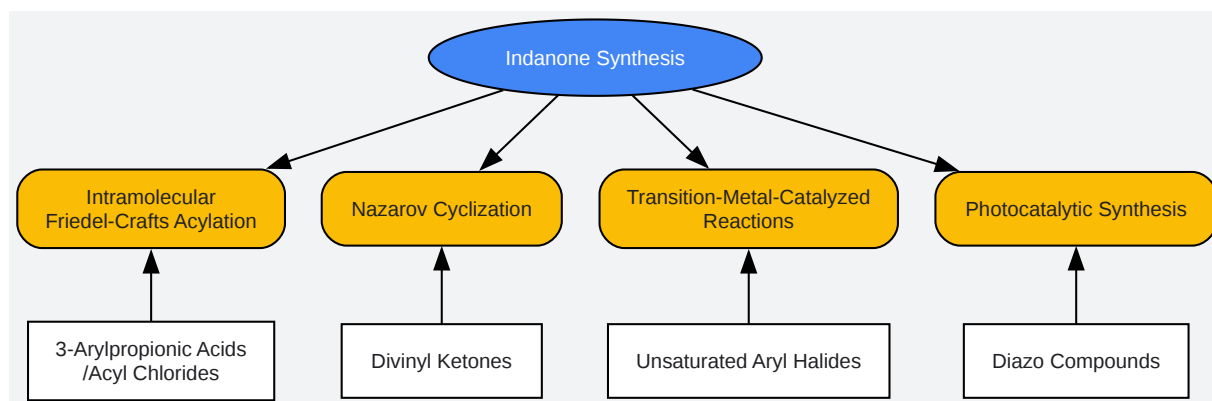 Indanone Synthesis
Intramolecular
Friedel-Crafts Acylation
Nazarov Cyclization
Transition-Metal-Catalyzed
Reactions
Photocatalytic Synthesis
3-Arylpropionic Acids
/Acyl Chlorides
Divinyl Ketones
Unsaturated Aryl Halides
Diazo Compounds